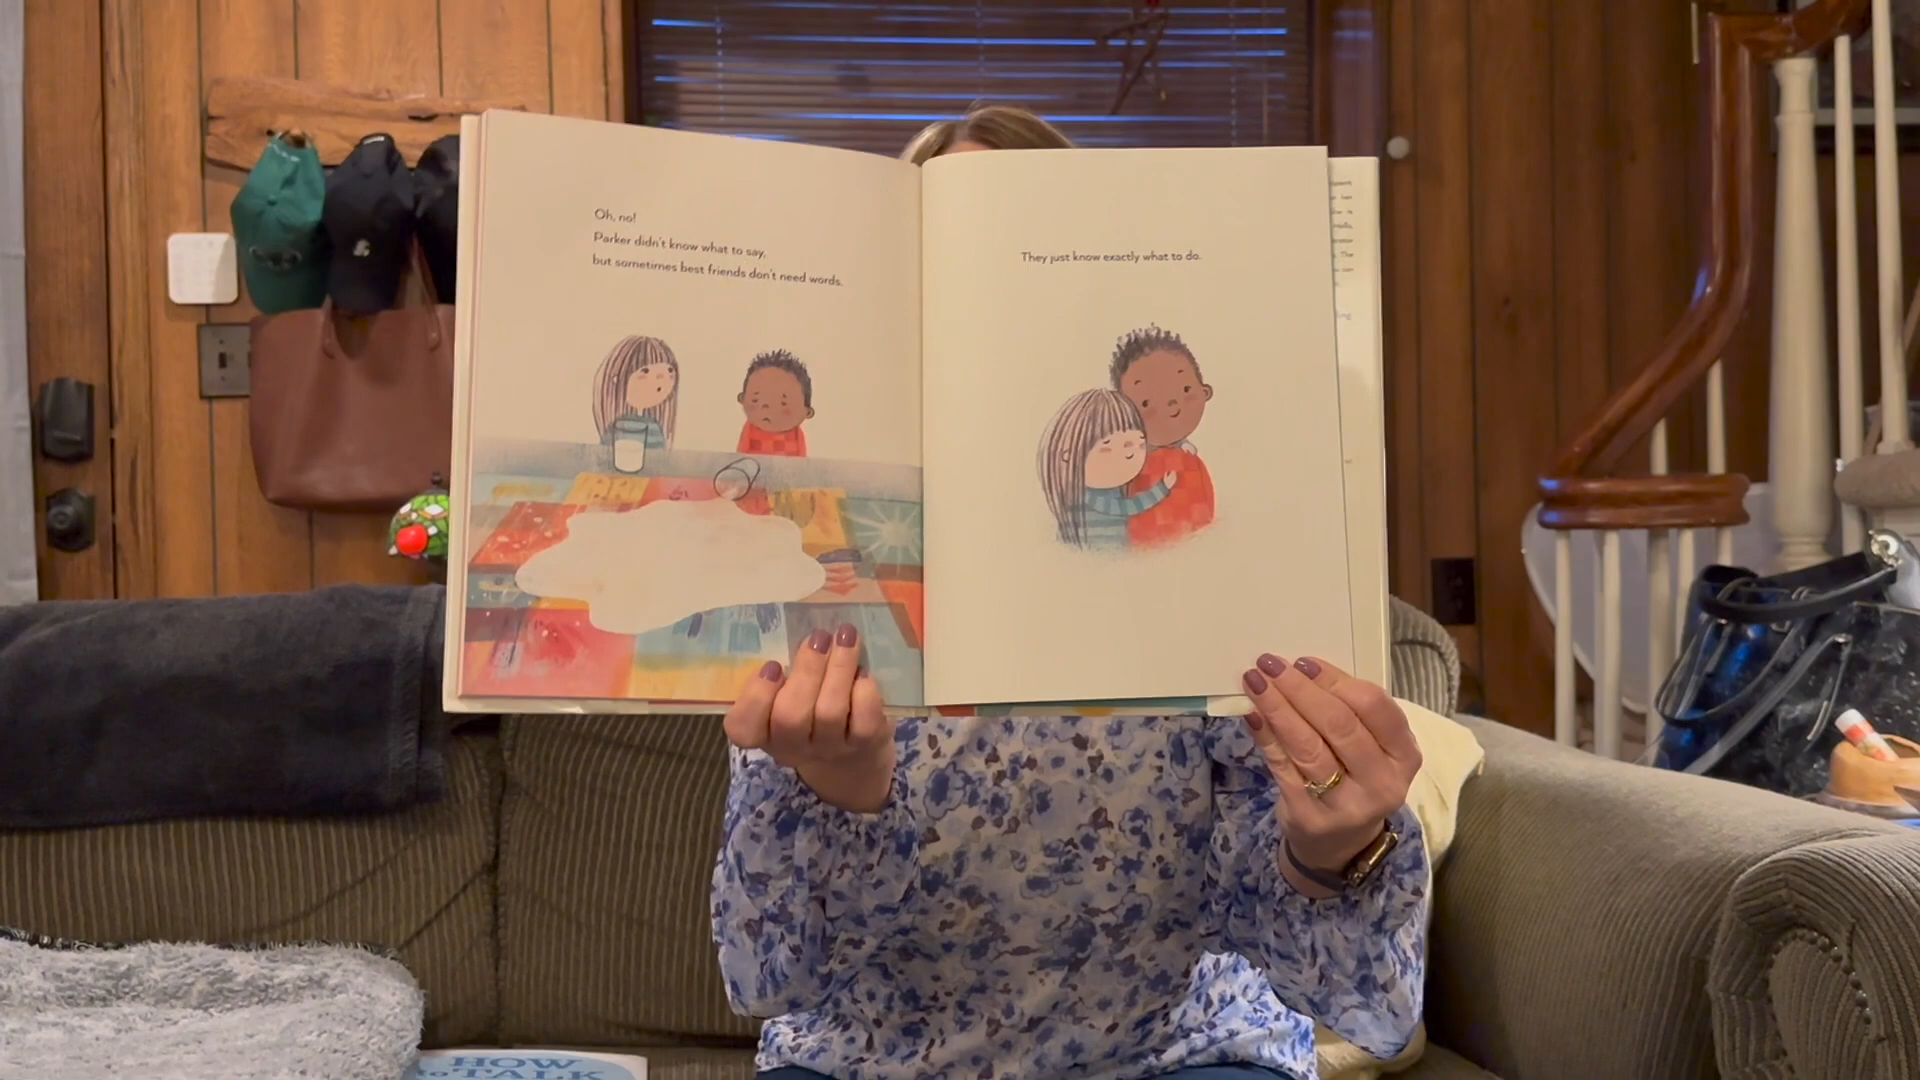 Oh, no!
Parker didn't know what to say,
but sometimes best friends don't need words.
They just know exactly what to do.
HOW
TO TALK